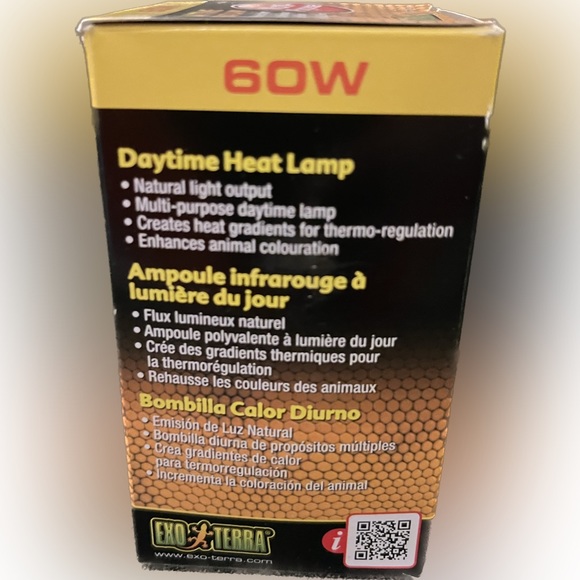 60W
Daytime Heat Lamp
• Natural light output
• Multi-purpose daytime lamp
• Creates heat gradients for thermo-regulation
• Enhances animal colouration
Ampoule infrarouge à
lumière du jour
• Flux lumineux naturel
• Ampoule polyvalente à lumière du jour
• Crée des gradients thermiques pour
la thermorégulation
• Rehausse les couleurs des animaux
Bombilla Calor Diurno
• Emisión de Luz Natural
• Bombilla diurna de propósitos múltiples
• Crea gradientes de calor
para termorregulación
• Incrementa la coloración del animal
EXO TERRA®
www.exo-terra.com
i